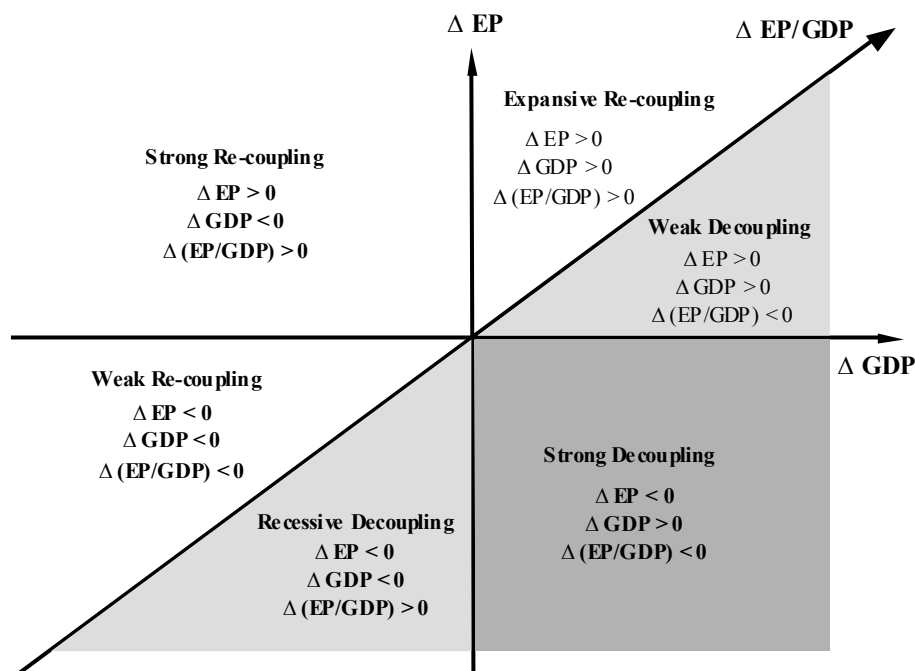 Δ EP
Δ EP/GDP
Expansive Re-coupling
Δ EP > 0
Δ GDP > 0
Δ (EP/GDP) > 0
Strong Re-coupling
Δ EP > 0
Δ GDP < 0
Δ (EP/GDP) > 0
Weak Decoupling
Δ EP > 0
Δ GDP > 0
Δ (EP/GDP) < 0
Δ GDP
Weak Re-coupling
Δ EP < 0
Δ GDP < 0
Δ (EP/GDP) < 0
Strong Decoupling
Δ EP < 0
Δ GDP > 0
Δ (EP/GDP) < 0
Recessive Decoupling
Δ EP < 0
Δ GDP < 0
Δ (EP/GDP) > 0